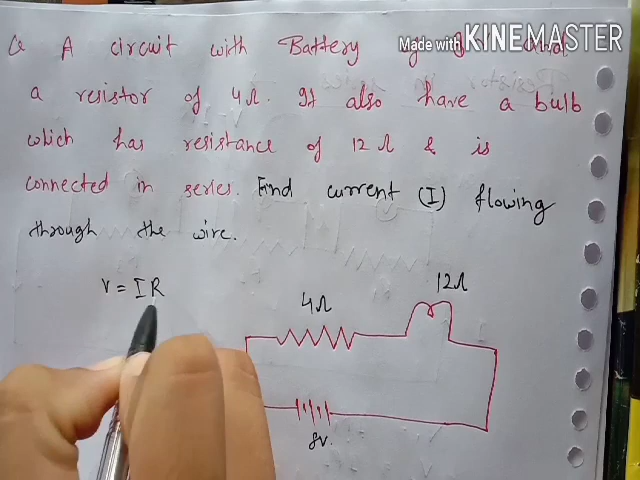 Q A circuit with Battery of
Made with KINEMASTER
a resistor of 4Ω. It also have a bulb
which has resistance of 12Ω & is
connected in series. Find current (I) flowing
through the wire.
V = IR
4Ω
12Ω
8V.